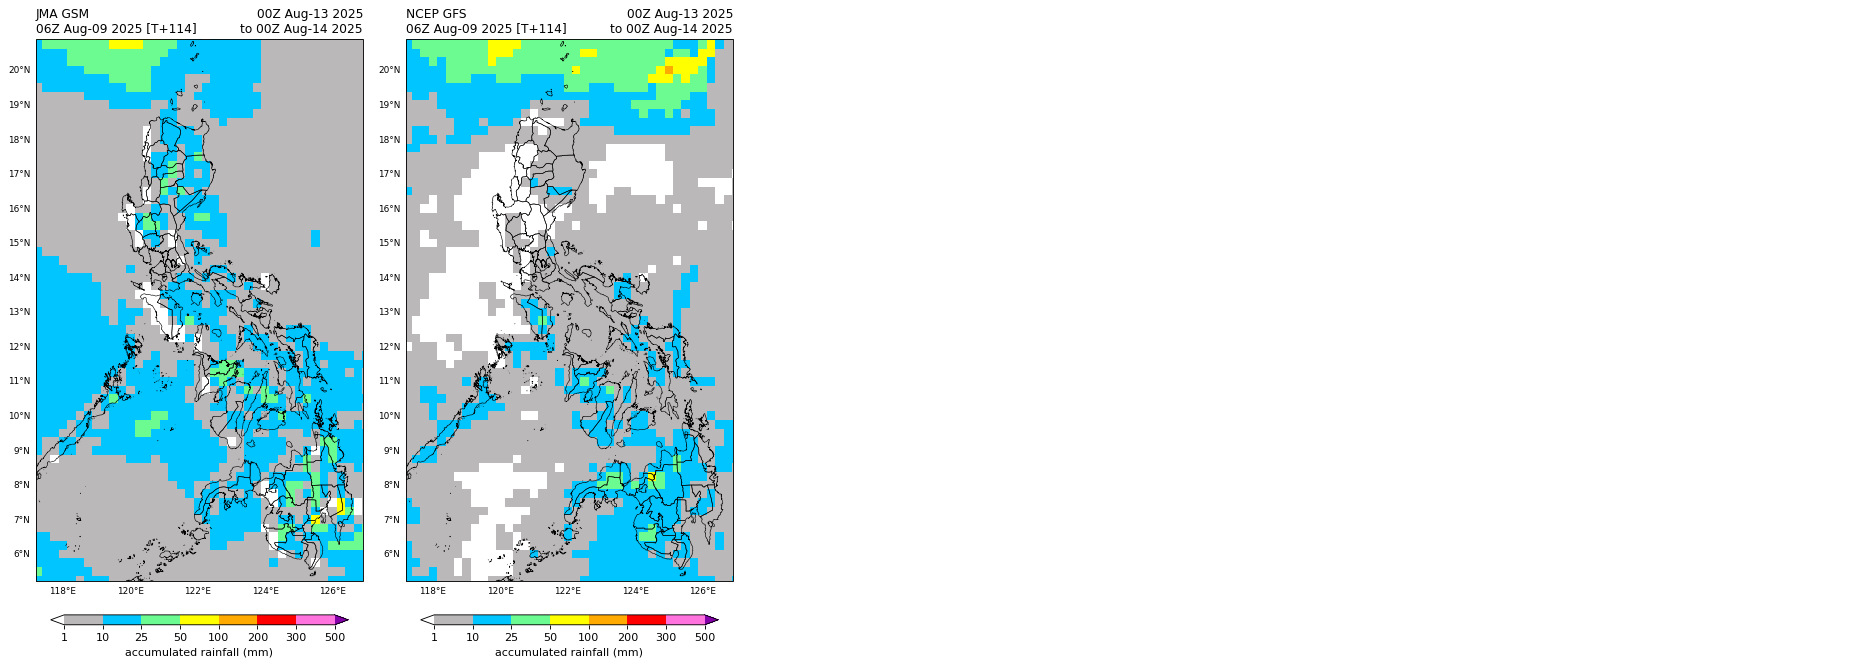 JMA GSM 00Z Aug-13 2025
06Z Aug-09 2025 [T+114] to 00Z Aug-14 2025
20°N
19°N
18°N
17°N
16°N
15°N
14°N
13°N
12°N
11°N
10°N
9°N
8°N
7°N
6°N
118°E 120°E 122°E 124°E 126°E
1 10 25 50 100 200 300 500
accumulated rainfall (mm)
NCEP GFS 00Z Aug-13 2025
06Z Aug-09 2025 [T+114] to 00Z Aug-14 2025
20°N
19°N
18°N
17°N
16°N
15°N
14°N
13°N
12°N
11°N
10°N
9°N
8°N
7°N
6°N
118°E 120°E 122°E 124°E 126°E
1 10 25 50 100 200 300 500
accumulated rainfall (mm)